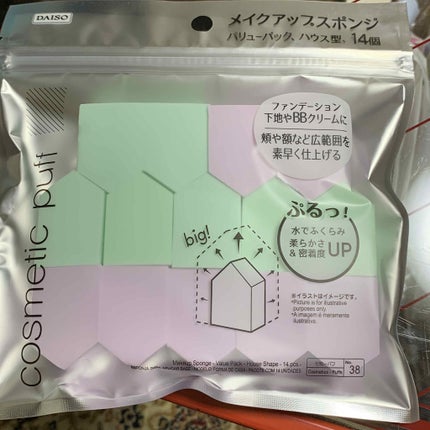 DAISO
メイクアップスポンジ
バリューパック、ハウス型、14個
cosmetic puff
ファンデーション
下地やBBクリームに
頬や額など広範囲を
素早く仕上げる
ぷるっ!
水でふくらみ
柔らかさ
&密着度 UP
big!
※イラストはイメージです。
*Picture is for illustrative
purposes only.
*A imagem é meramente
ilustrativa.
Makeup Sponge - Value Pack - House Shape - 14 pcs
No.
38